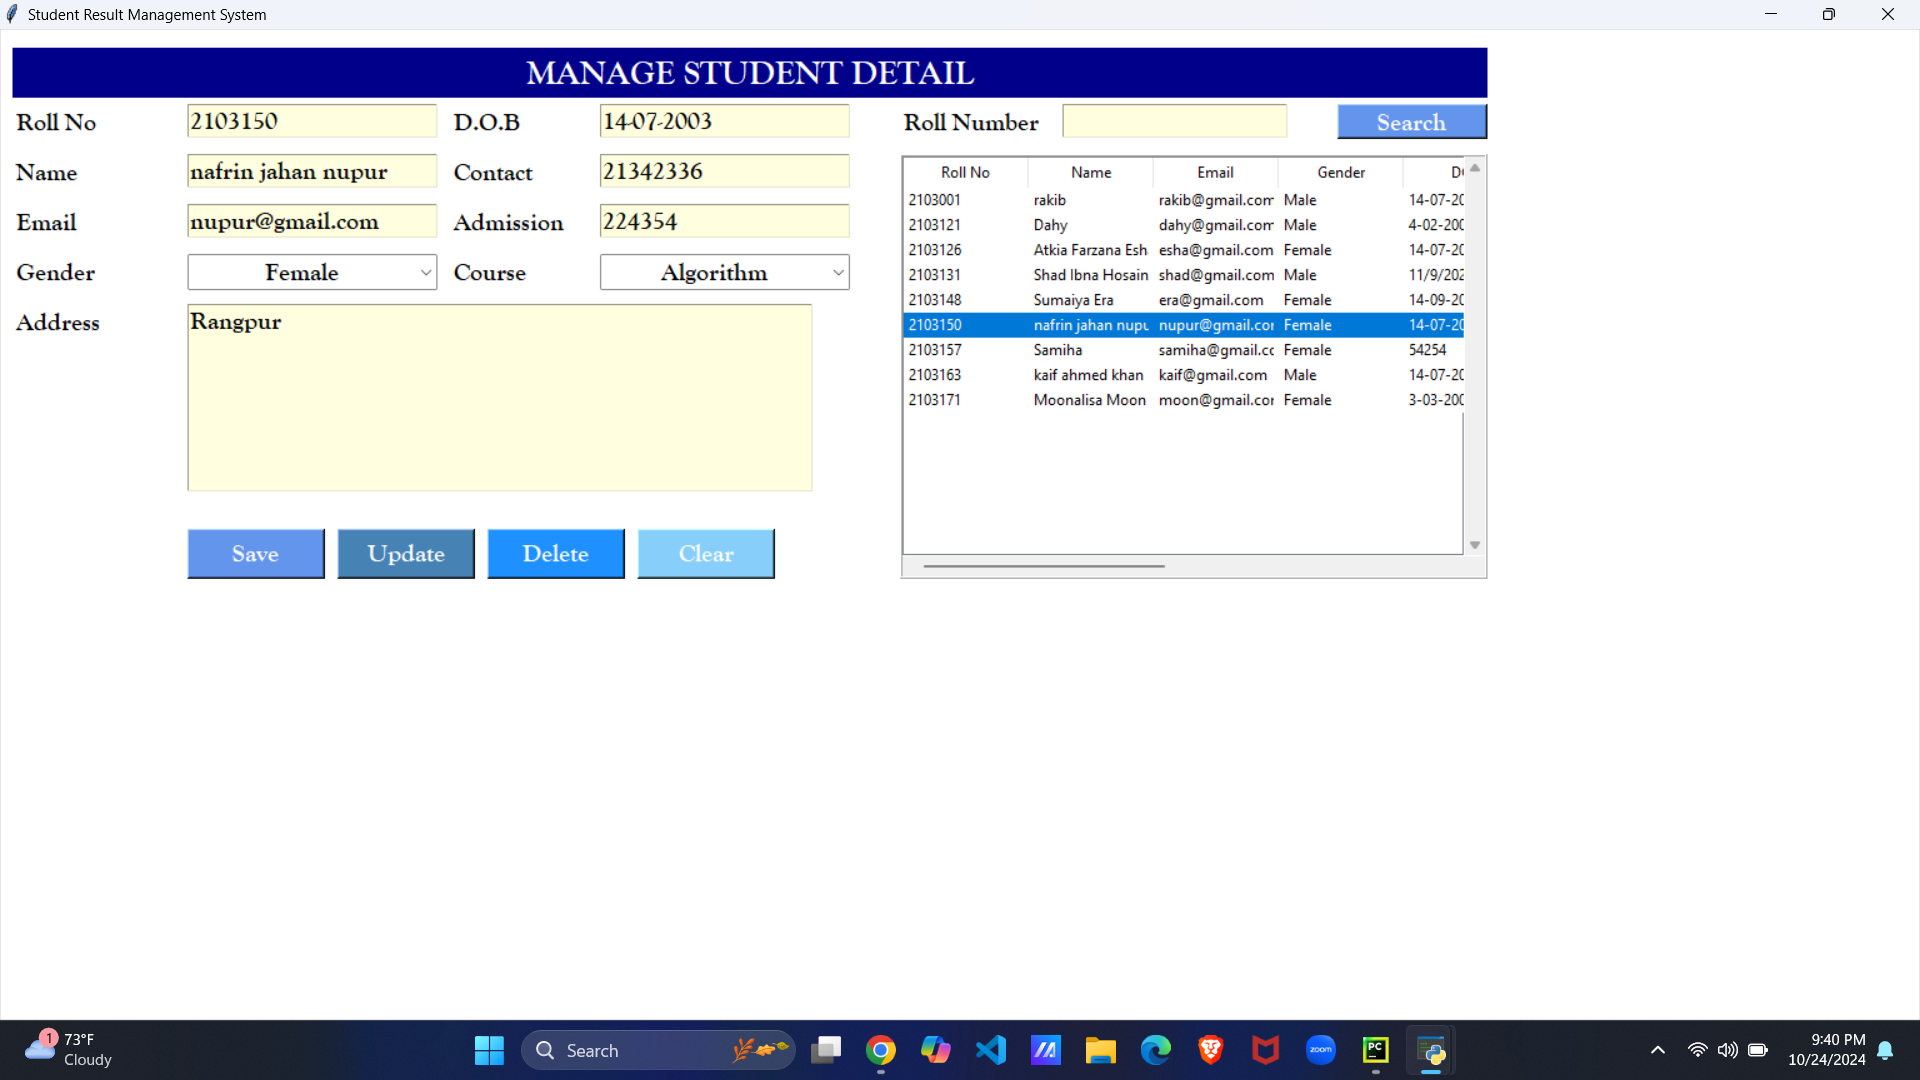 Student Result Management System
MANAGE STUDENT DETAIL
Roll No 2103150 D.O.B 14-07-2003
Name nafrin jahan nupur Contact 21342336
Email nupur@gmail.com Admission 224354
Gender Female Course Algorithm
Address Rangpur
Save Update Delete Clear
Roll Number Search
Roll No Name Email Gender
2103001 rakib rakib@gmail.com Male 14-07-20
2103121 Dahy dahy@gmail.com Male 4-02-200
2103126 Atkia Farzana Esh esha@gmail.com Female 14-07-20
2103131 Shad Ibna Hosain shad@gmail.com Male 11/9/202
2103148 Sumaiya Era era@gmail.com Female 14-09-20
2103150 nafrin jahan nupu nupur@gmail.cor Female 14-07-20
2103157 Samiha samiha@gmail.cc Female 54254
2103163 kaif ahmed khan kaif@gmail.com Male 14-07-20
2103171 Moonalisa Moon moon@gmail.cor Female 3-03-200
1
73°F
Cloudy
Search
zoom
PC
9:40 PM
10/24/2024